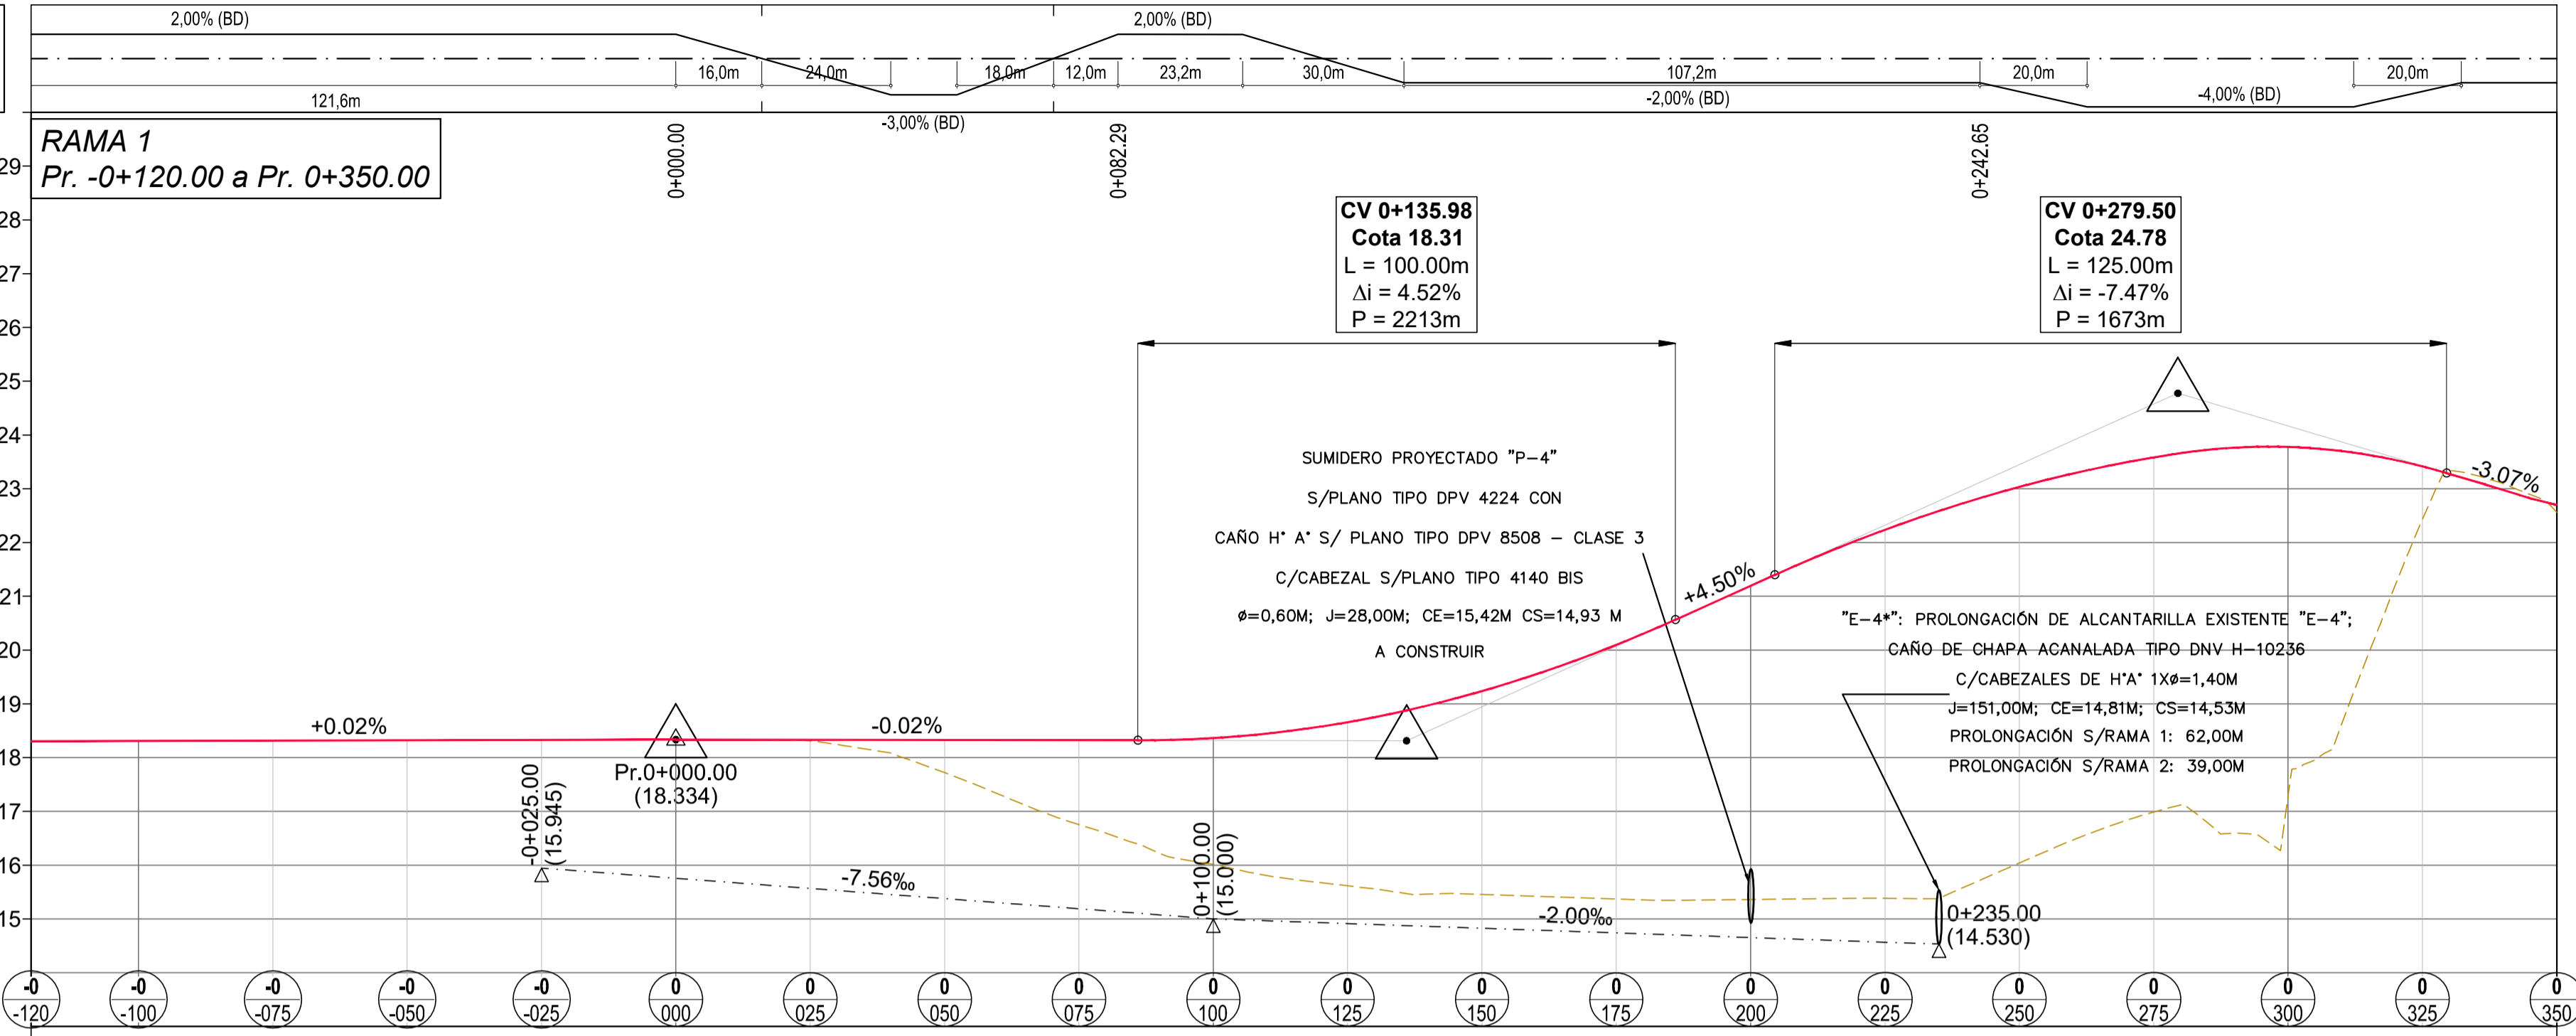 2,00% (BD)
2,00% (BD)
16,0m
24,0m
18,0m
12,0m
23,2m
30,0m
107,2m
20,0m
20,0m
121,6m
-3,00% (BD)
-2,00% (BD)
-4,00% (BD)
RAMA 1
Pr. -0+120.00 a Pr. 0+350.00
0+000.00
0+082.29
0+242.65
CV 0+135.98
Cota 18.31
L = 100.00m
Δi = 4.52%
P = 2213m
CV 0+279.50
Cota 24.78
L = 125.00m
Δi = -7.47%
P = 1673m
29
28
27
26
25
24
23
22
21
20
19
18
17
16
15
SUMIDERO PROYECTADO "P-4"
S/PLANO TIPO DPV 4224 CON
CAÑO H° A° S/ PLANO TIPO DPV 8508 - CLASE 3
C/CABEZAL S/PLANO TIPO 4140 BIS
ø=0,60M; J=28,00M; CE=15,42M CS=14,93 M
A CONSTRUIR
"E-4*": PROLONGACIÓN DE ALCANTARILLA EXISTENTE "E-4";
CAÑO DE CHAPA ACANALADA TIPO DNV H-10236
C/CABEZALES DE H°A° 1Xø=1,40M
J=151,00M; CE=14,81M; CS=14,53M
PROLONGACIÓN S/RAMA 1: 62,00M
PROLONGACIÓN S/RAMA 2: 39,00M
+0.02%
-0.02%
+4.50%
-3.07%
Pr.0+000.00
(18.334)
-0+025.00
(15.945)
-7.56‰
0+100.00
(15.000)
-2.00‰
0+235.00
(14.530)
-0 -0 -0 -0 -0 0 0 0 0 0 0 0 0 0 0 0 0 0 0 0
-120 -100 -075 -050 -025 000 025 050 075 100 125 150 175 200 225 250 275 300 325 350